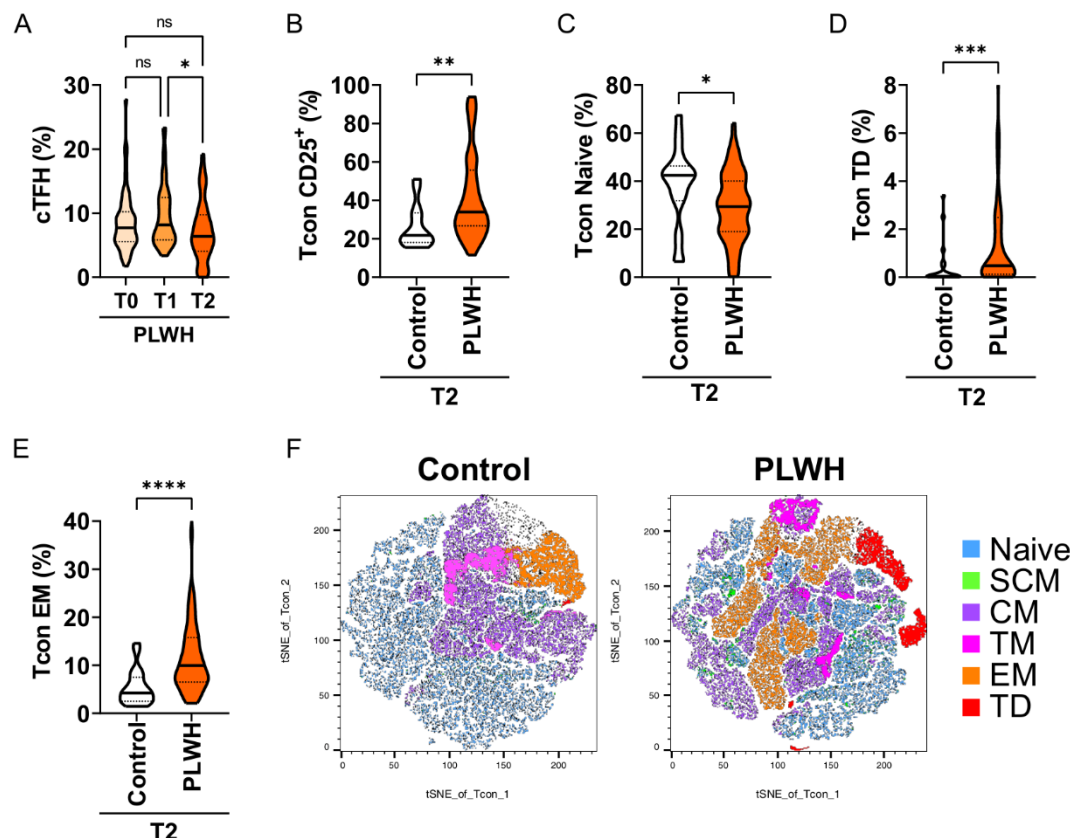 A
ns
ns
*
cTFH (%)
30
20
10
0
T0 T1 T2
PLWH
B
**
Tcon CD25⁺ (%)
100
80
60
40
20
0
Control
PLWH
T2
C
*
Tcon Naive (%)
80
60
40
20
0
Control
PLWH
T2
D
***
Tcon TD (%)
8
6
4
2
0
Control
PLWH
T2
E
****
Tcon EM (%)
40
30
20
10
0
Control
PLWH
T2
F
Control
tSNE_of_Tcon_2
200
150
100
50
0
0 50 100 150 200
tSNE_of_Tcon_1
PLWH
tSNE_of_Tcon_2
200
150
100
50
0
0 50 100 150 200
tSNE_of_Tcon_1
Naive
SCM
CM
TM
EM
TD